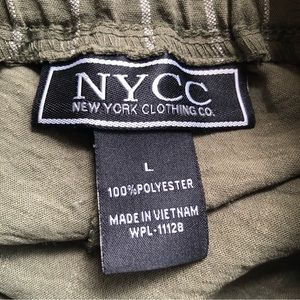 NYCC
NEW YORK CLOTHING CO.
L
100% POLYESTER
MADE IN VIETNAM
WPL-11128